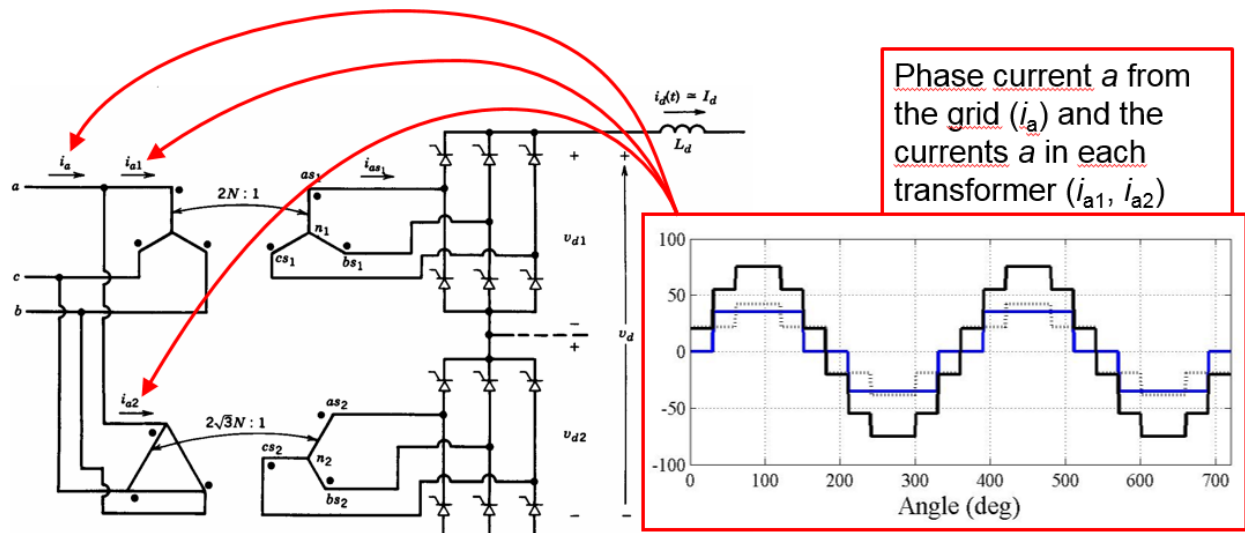 Phase current a from
the grid (ia) and the
currents a in each
transformer (ia1, ia2)
id(t) ≃ Id
Ld
ia
ia1
a
2N : 1
as1
ias1
n1
cs1
bs1
c
b
+
vd1
−
+
+
vd
ia2
2√3N : 1
as2
cs2
n2
bs2
vd2
−
−
100
50
0
-50
-100
0 100 200 300 400 500 600 700
Angle (deg)